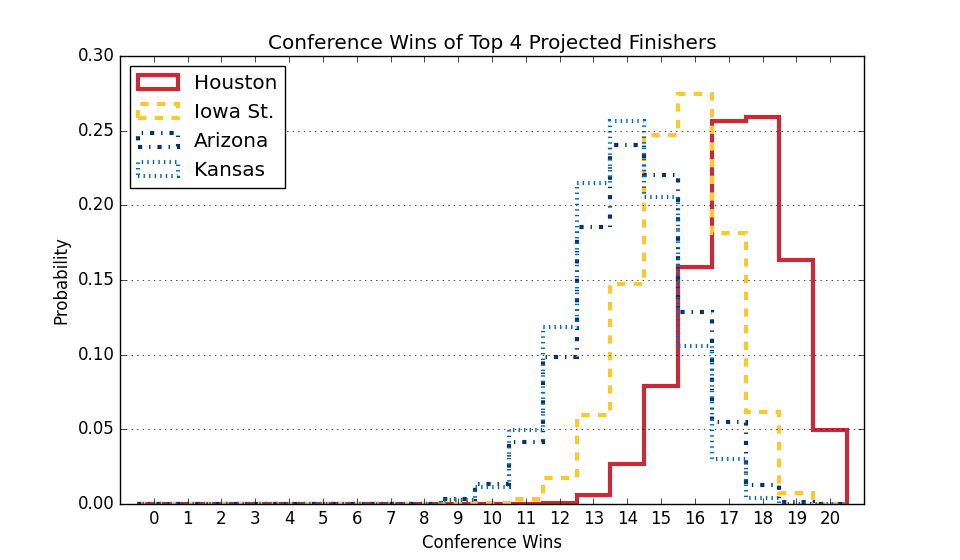 Conference Wins of Top 4 Projected Finishers
Houston
Iowa St.
Arizona
Kansas
0.30
0.25
0.20
0.15
0.10
0.05
0.00
Probability
0 1 2 3 4 5 6 7 8 9 10 11 12 13 14 15 16 17 18 19 20
Conference Wins